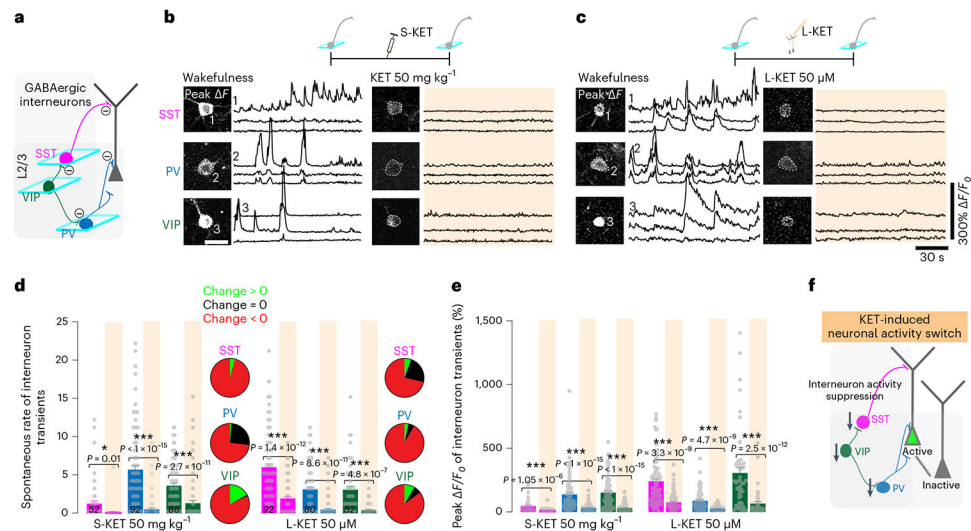 a
GABAergic
interneurons
L2/3
SST
VIP
PV
b
S-KET
Wakefulness
KET 50 mg kg⁻¹
Peak ΔF
SST
1
1
PV
2
2
VIP
3
3
c
L-KET
Wakefulness
L-KET 50 µM
Peak ΔF
1
1
2
2
3
3
300% ΔF/F₀
30 s
d
Change > 0
Change = 0
Change < 0
Spontaneous rate of interneuron
transients
25
20
15
10
5
0
*
P = 0.01
***
P < 1 × 10⁻¹⁵
***
P = 2.7 × 10⁻¹¹
***
P = 1.4 × 10⁻¹²
***
P = 8.6 × 10⁻¹¹
***
P = 4.8 × 10⁻⁷
SST
PV
VIP
SST
PV
VIP
52
92
86
92
90
52
S-KET 50 mg kg⁻¹
L-KET 50 µM
e
Peak ΔF/F₀ of interneuron transients (%)
1,500
1,000
500
0
***
P = 1.05 × 10⁻⁶
***
P < 1 × 10⁻¹⁵
***
P < 1 × 10⁻¹⁵
***
P = 3.3 × 10⁻⁹
***
P = 4.7 × 10⁻⁹
***
P = 2.5 × 10⁻¹²
S-KET 50 mg kg⁻¹
L-KET 50 µM
f
KET-induced
neuronal activity switch
Interneuron activity
suppression
SST
VIP
PV
Active
Inactive